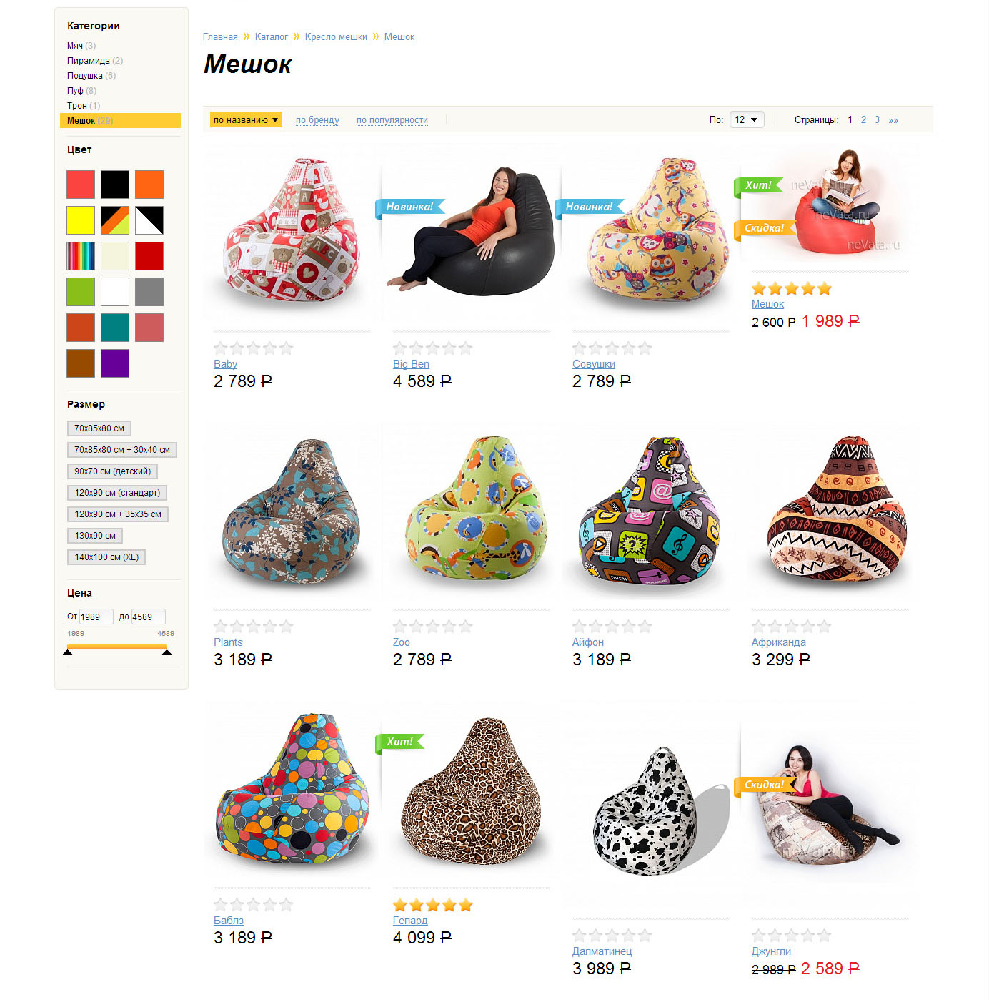 Категории
Мяч (3)
Пирамида (2)
Подушка (6)
Пуф (8)
Трон (1)
Мешок (29)
Цвет
Размер
70x85x80 см
70x85x80 см + 30x40 см
90x70 см (детский)
120x90 см (стандарт)
120x90 см + 35x35 см
130x90 см
140x100 см (XL)
Цена
От 1989 до 4589
1989 4589
Главная » Каталог » Кресло мешки » Мешок
Мешок
по названию ▼ по бренду по популярности По: 12 ▼ Страницы: 1 2 3 »»
Новинка!
Новинка!
Хит!
Скидка!
neVata.ru
neVata.ru
neVata.ru
Мешок
2 600 Р 1 989 Р
Baby
2 789 Р
Big Ben
4 589 Р
Совушки
2 789 Р
Plants
3 189 Р
Zoo
2 789 Р
Айфон
3 189 Р
Африканда
3 299 Р
Хит!
Скидка!
neVata.ru
Баблз
3 189 Р
Гепард
4 099 Р
Далматинец
3 989 Р
Джунгли
2 989 Р 2 589 Р